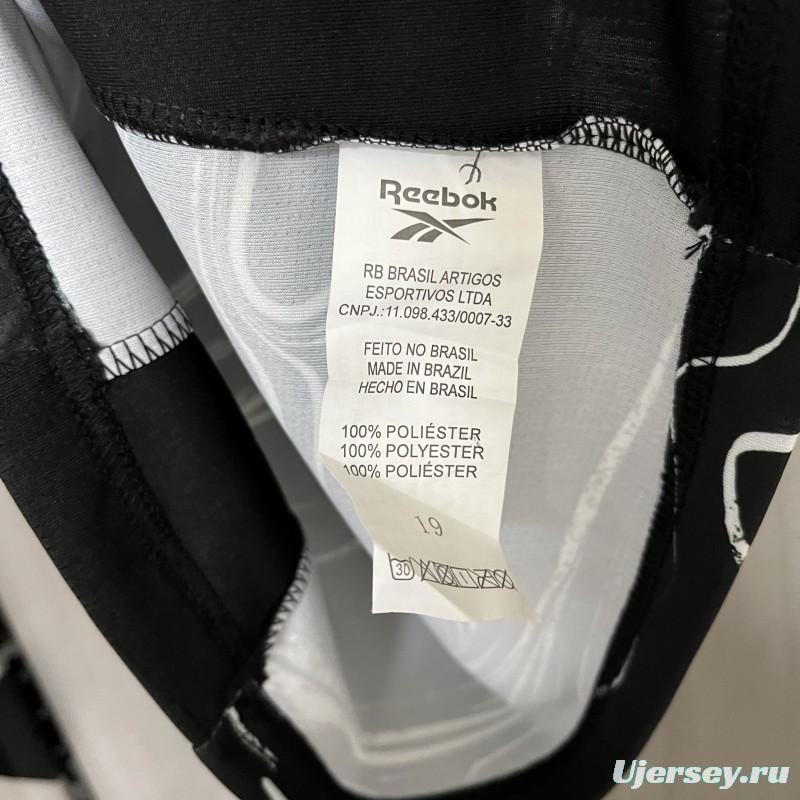 Reebok
RB BRASIL ARTIGOS
ESPORTIVOS LTDA
CNPJ.:11.098.433/0007-33
FEITO NO BRASIL
MADE IN BRAZIL
HECHO EN BRASIL
100% POLIÉSTER
100% POLYESTER
100% POLIÉSTER
19
30
Ujersey.ru